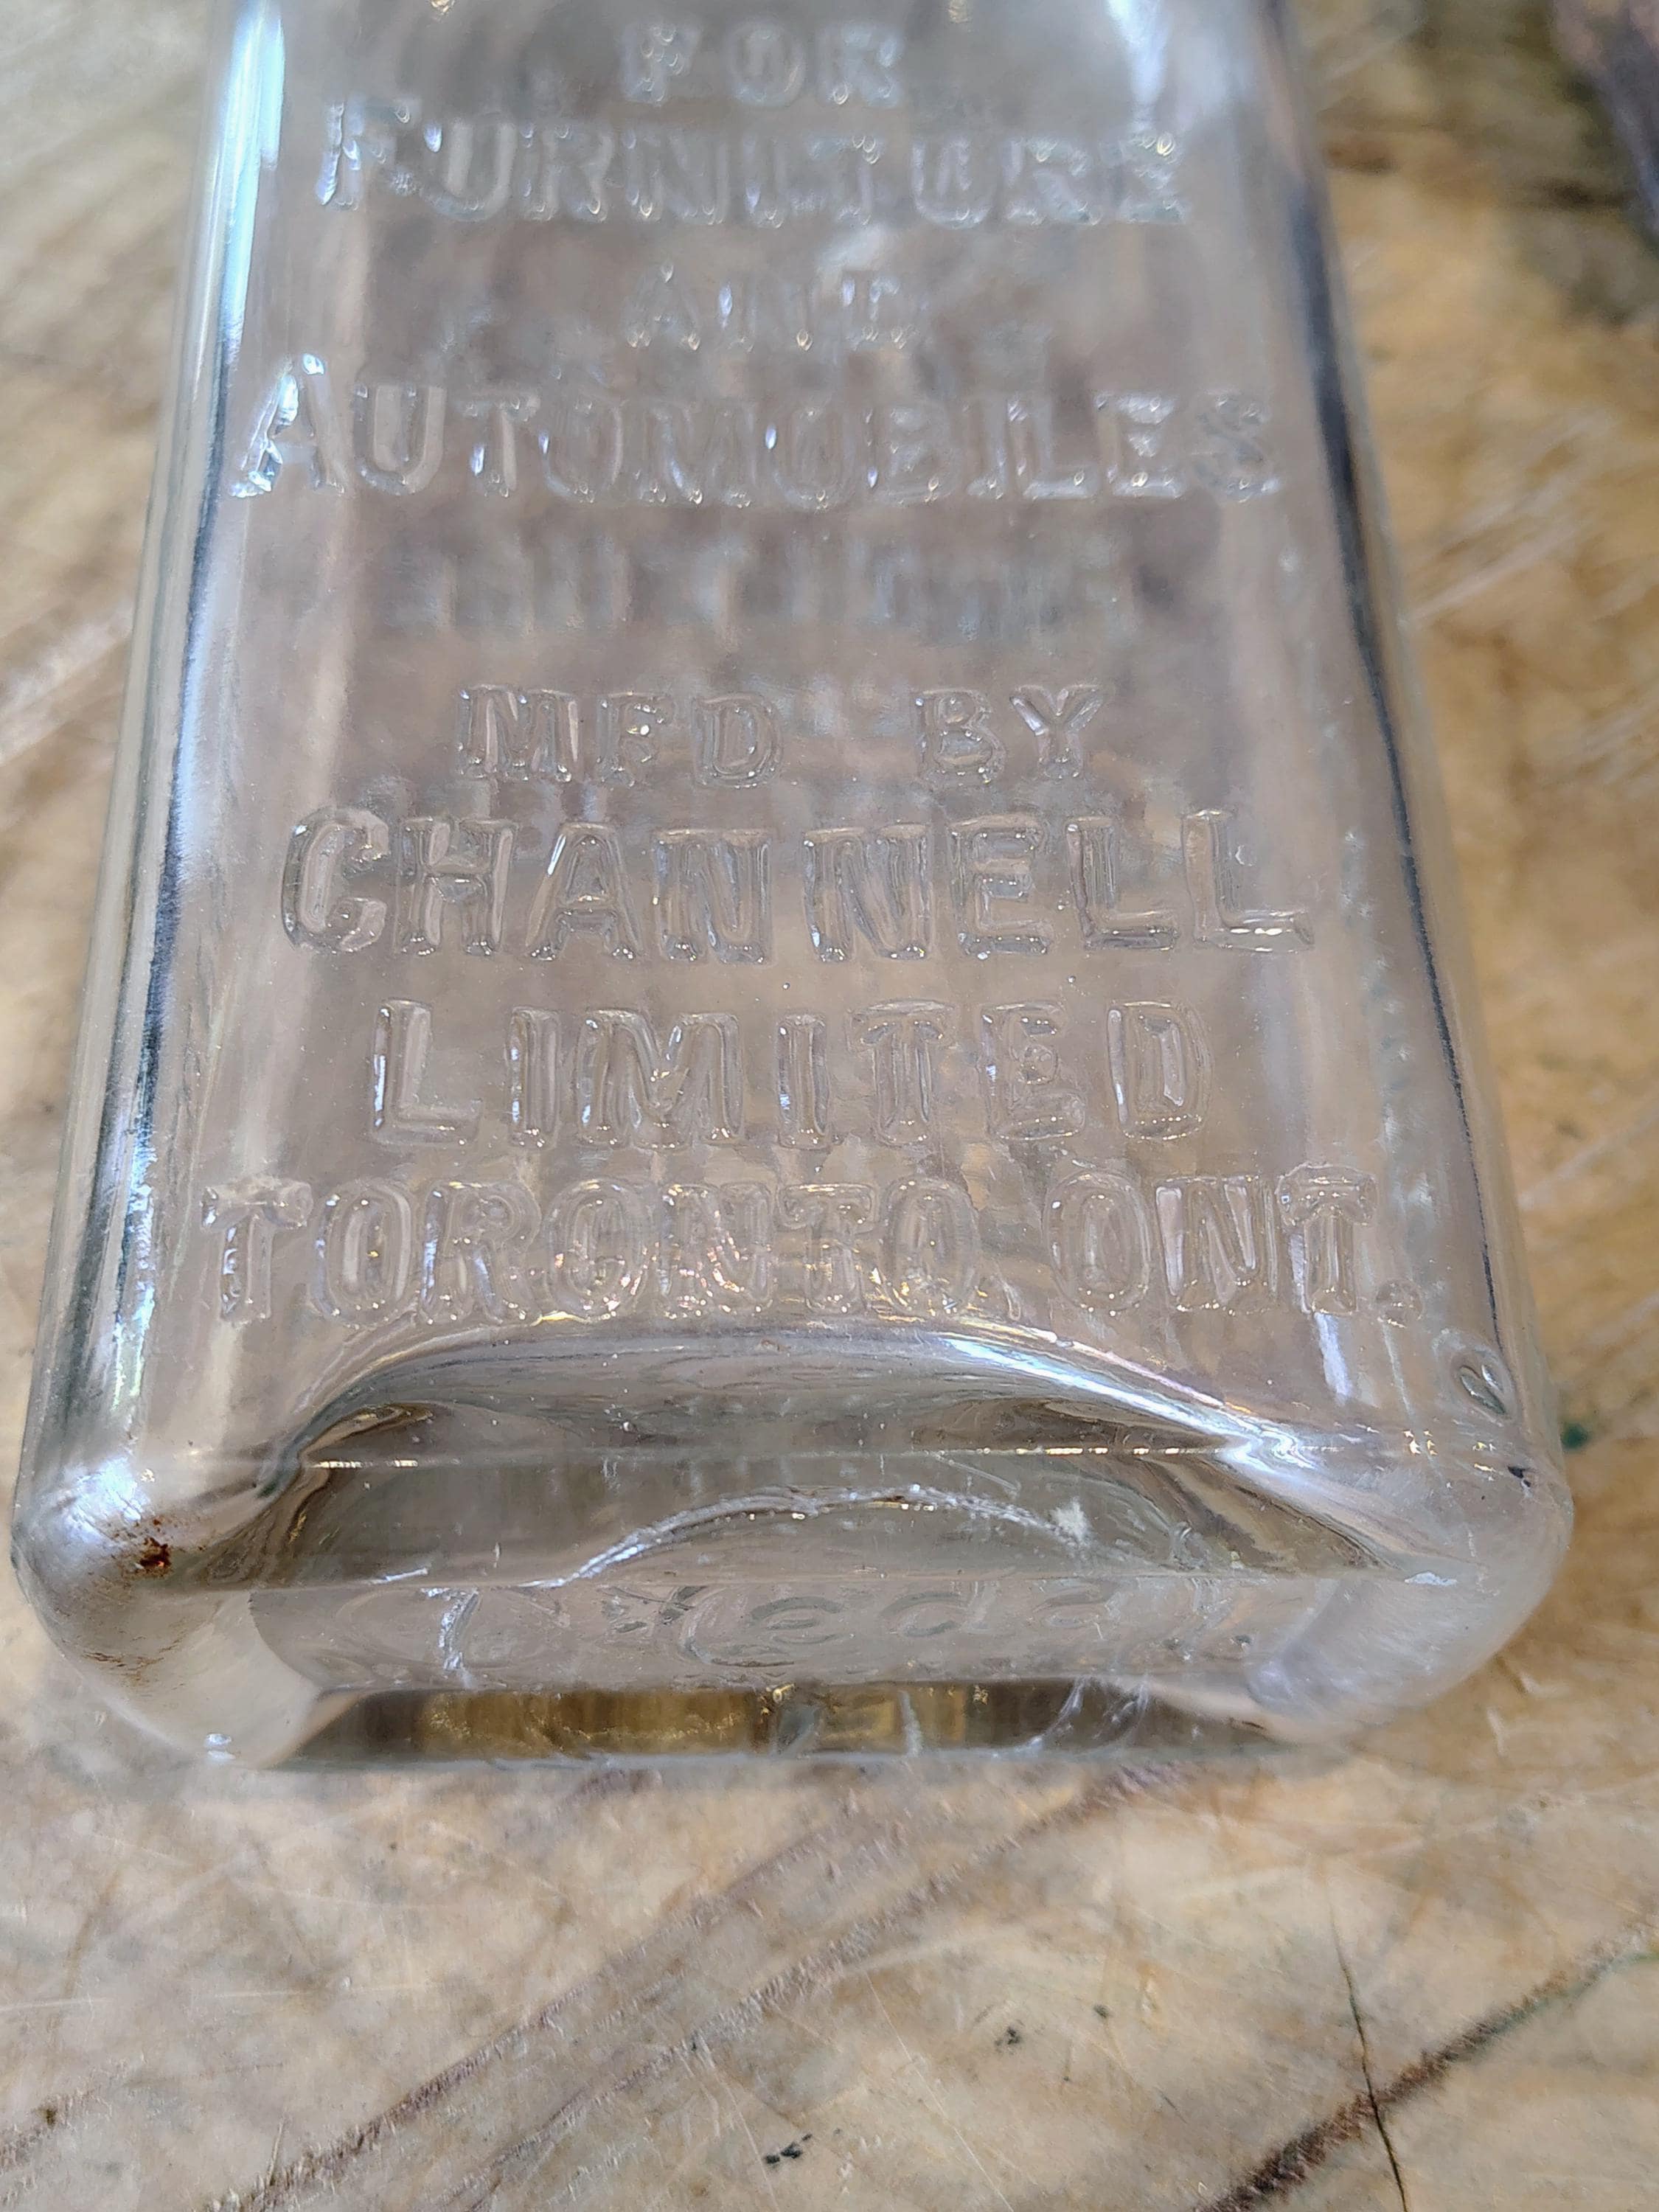 FOR
FURNITURE
AND
AUTOMOBILES
MFD BY
CHANNELL
LIMITED
TORONTO, ONT.